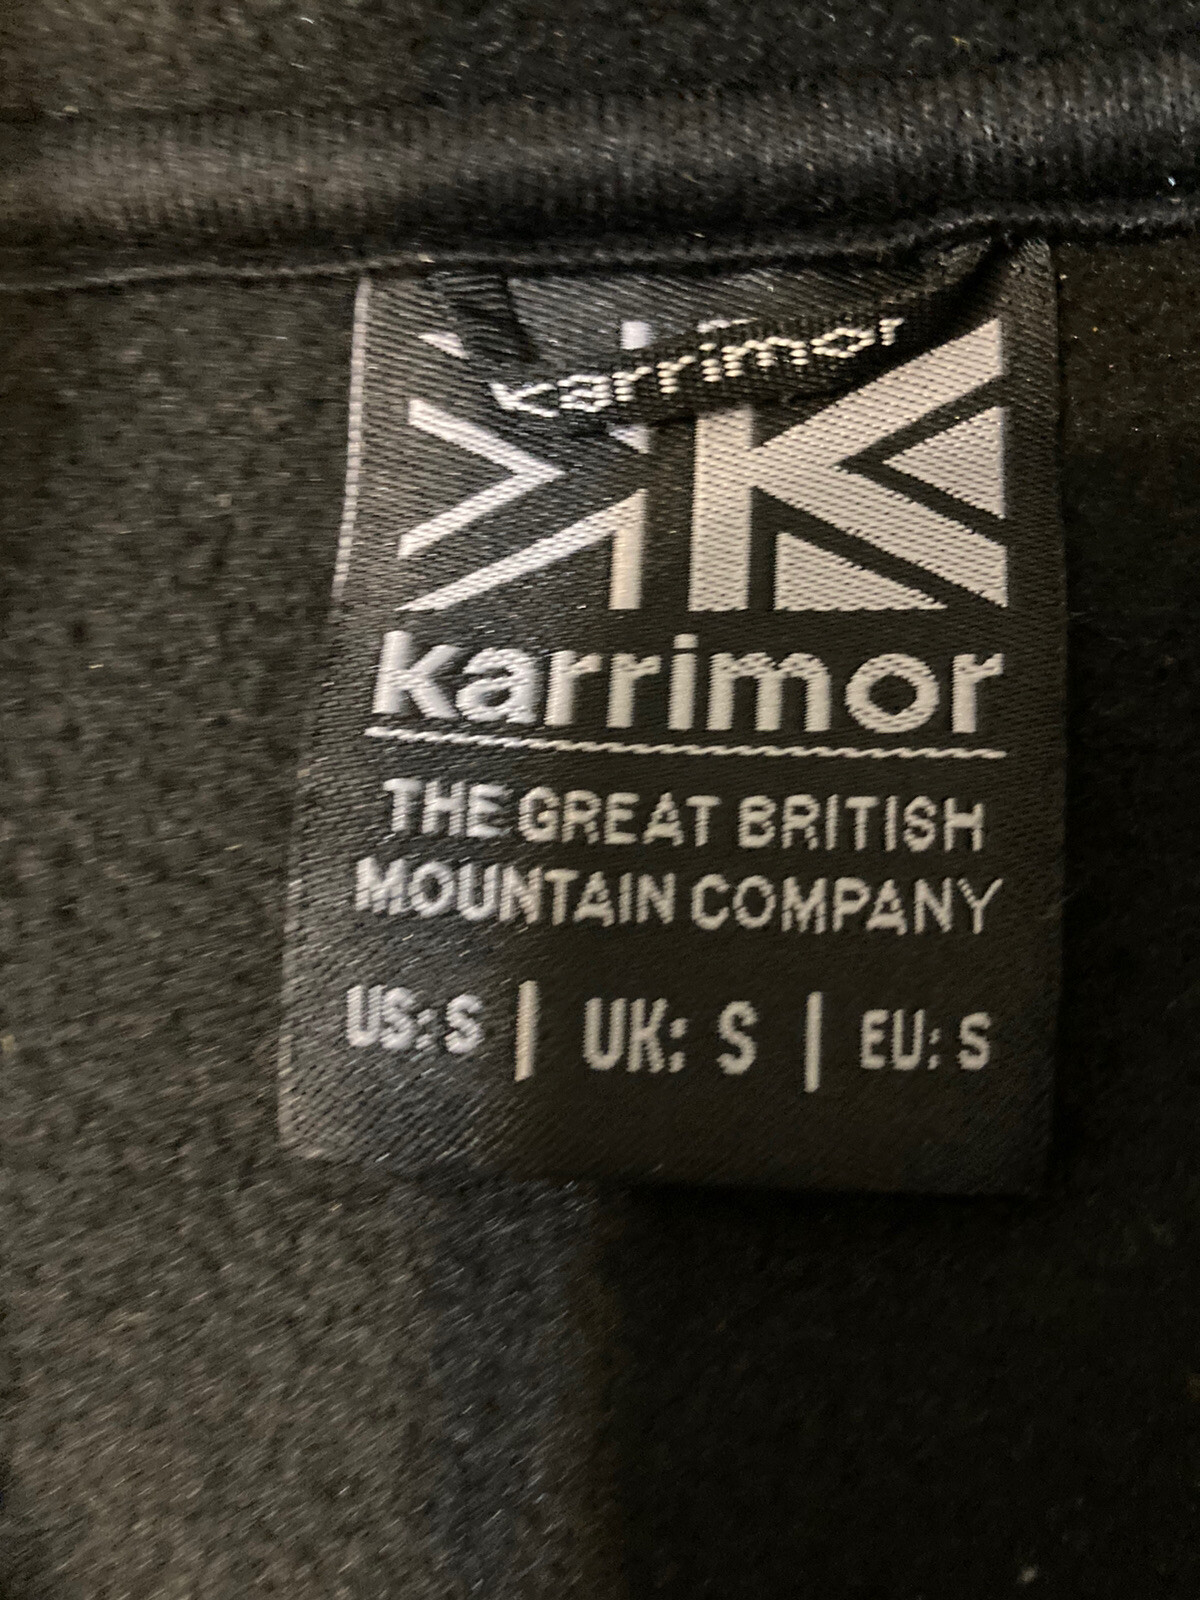 karrimor
karrimor
THE GREAT BRITISH
MOUNTAIN COMPANY
US: S | UK: S | EU: S